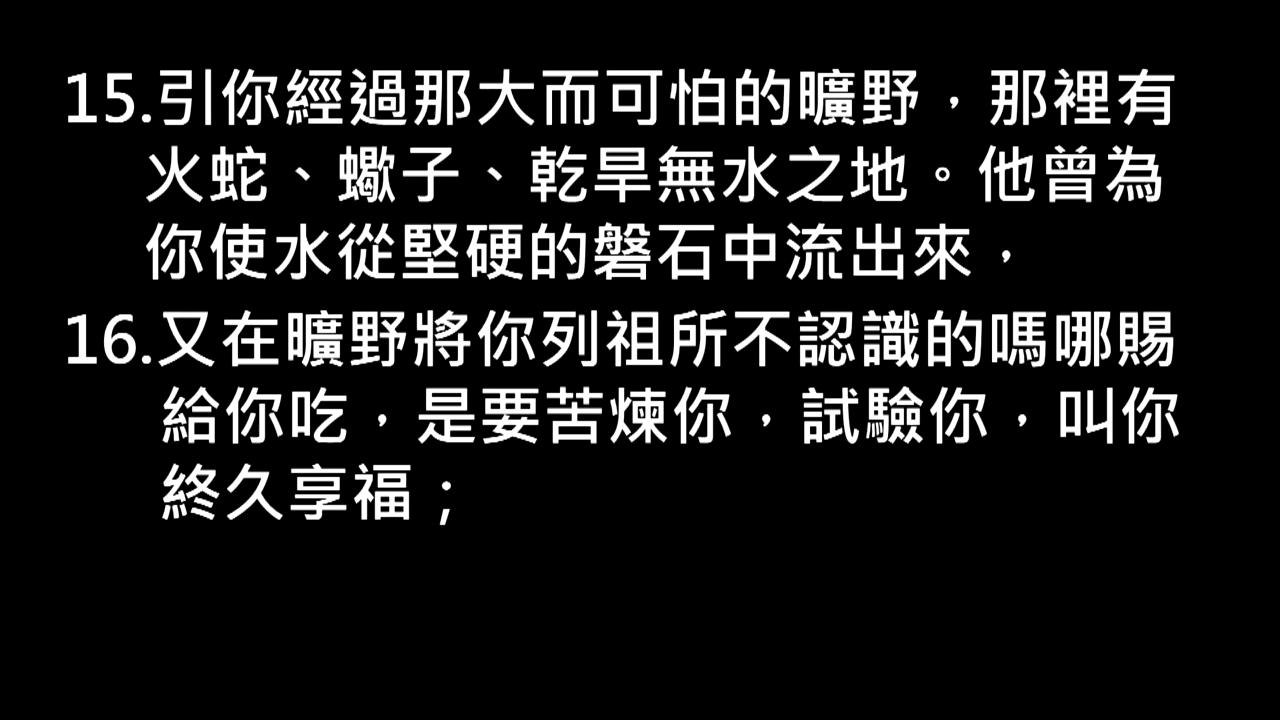 15.引你經過那大而可怕的曠野，那裡有
火蛇、蠍子、乾旱無水之地。他曾為
你使水從堅硬的磐石中流出來，
16.又在曠野將你列祖所不認識的嗎哪賜
給你吃，是要苦煉你，試驗你，叫你
終久享福；